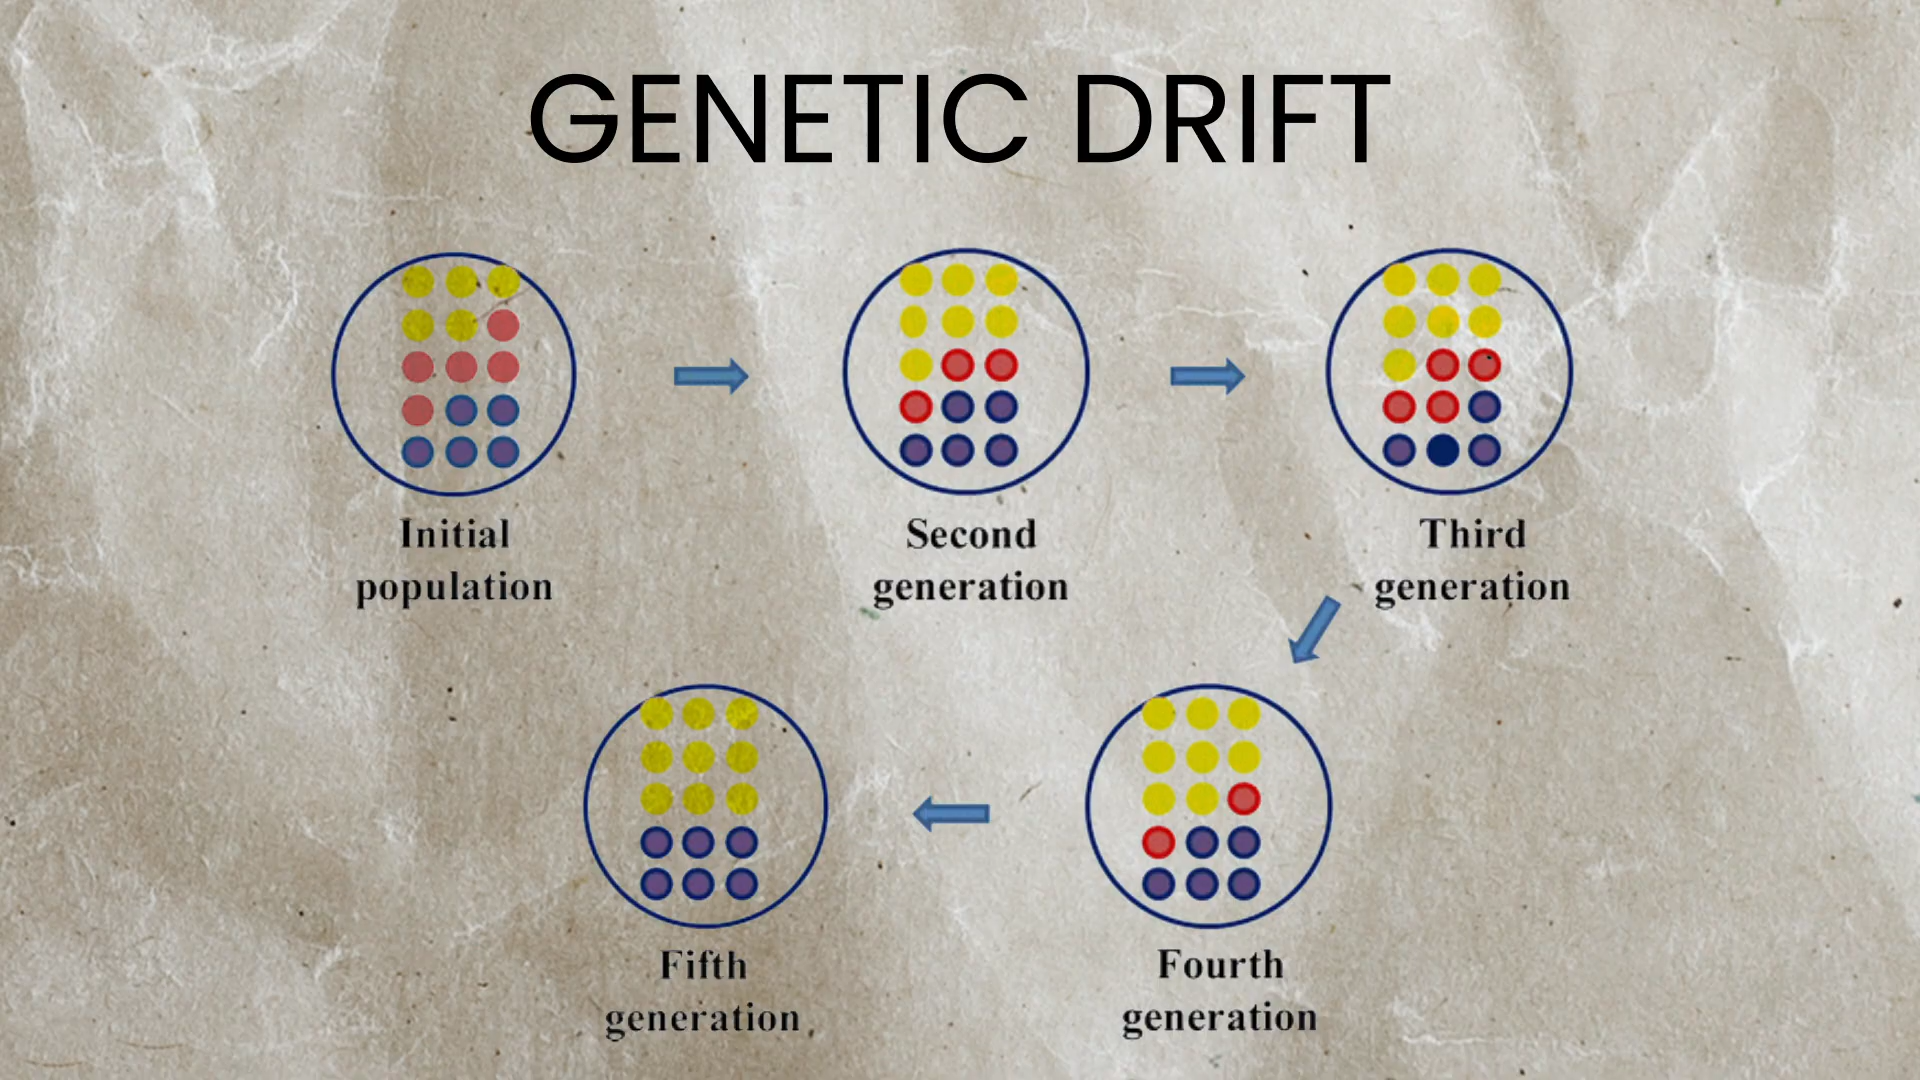 GENETIC DRIFT
Initial
population
Second
generation
Third
generation
Fifth
generation
Fourth
generation